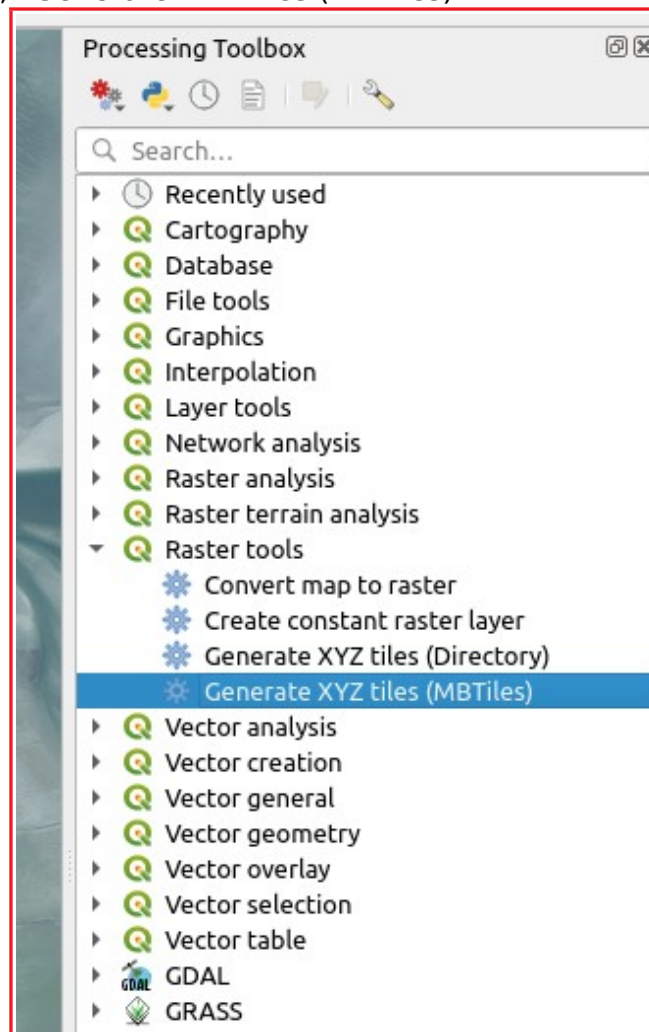 Processing Toolbox
Search...
Recently used
Cartography
Database
File tools
Graphics
Interpolation
Layer tools
Network analysis
Raster analysis
Raster terrain analysis
Raster tools
Convert map to raster
Create constant raster layer
Generate XYZ tiles (Directory)
Generate XYZ tiles (MBTiles)
Vector analysis
Vector creation
Vector general
Vector geometry
Vector overlay
Vector selection
Vector table
GDAL GDAL
GRASS